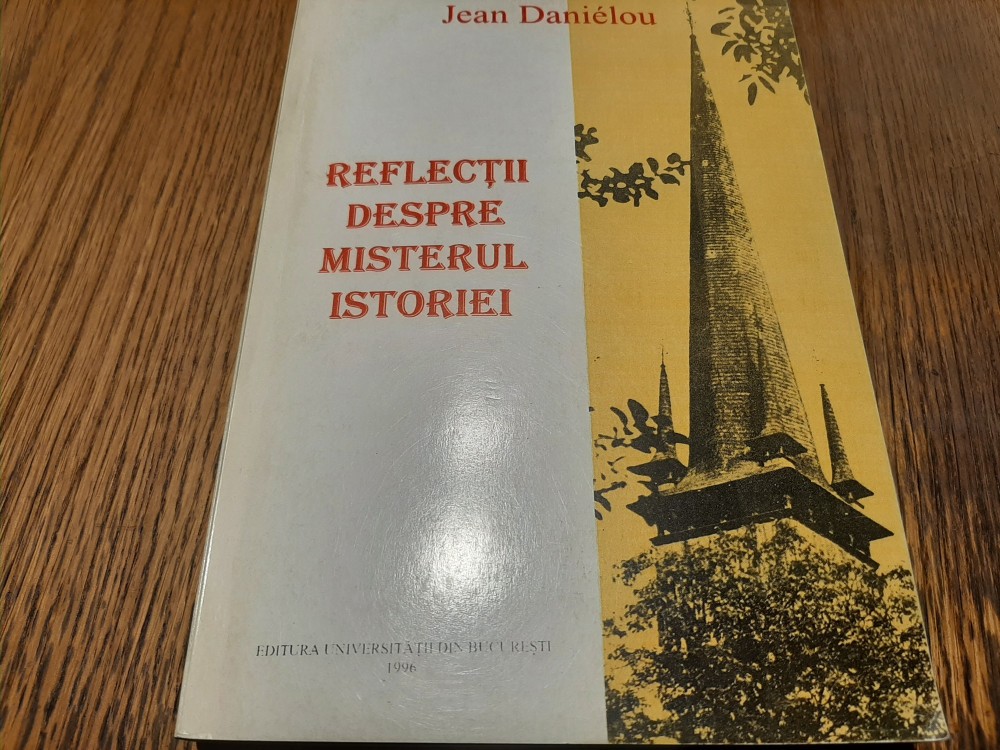 Jean Daniélou
REFLECȚII
DESPRE
MISTERUL
ISTORIEI
EDITURA UNIVERSITĂȚII DIN BUCUREȘTI
1996